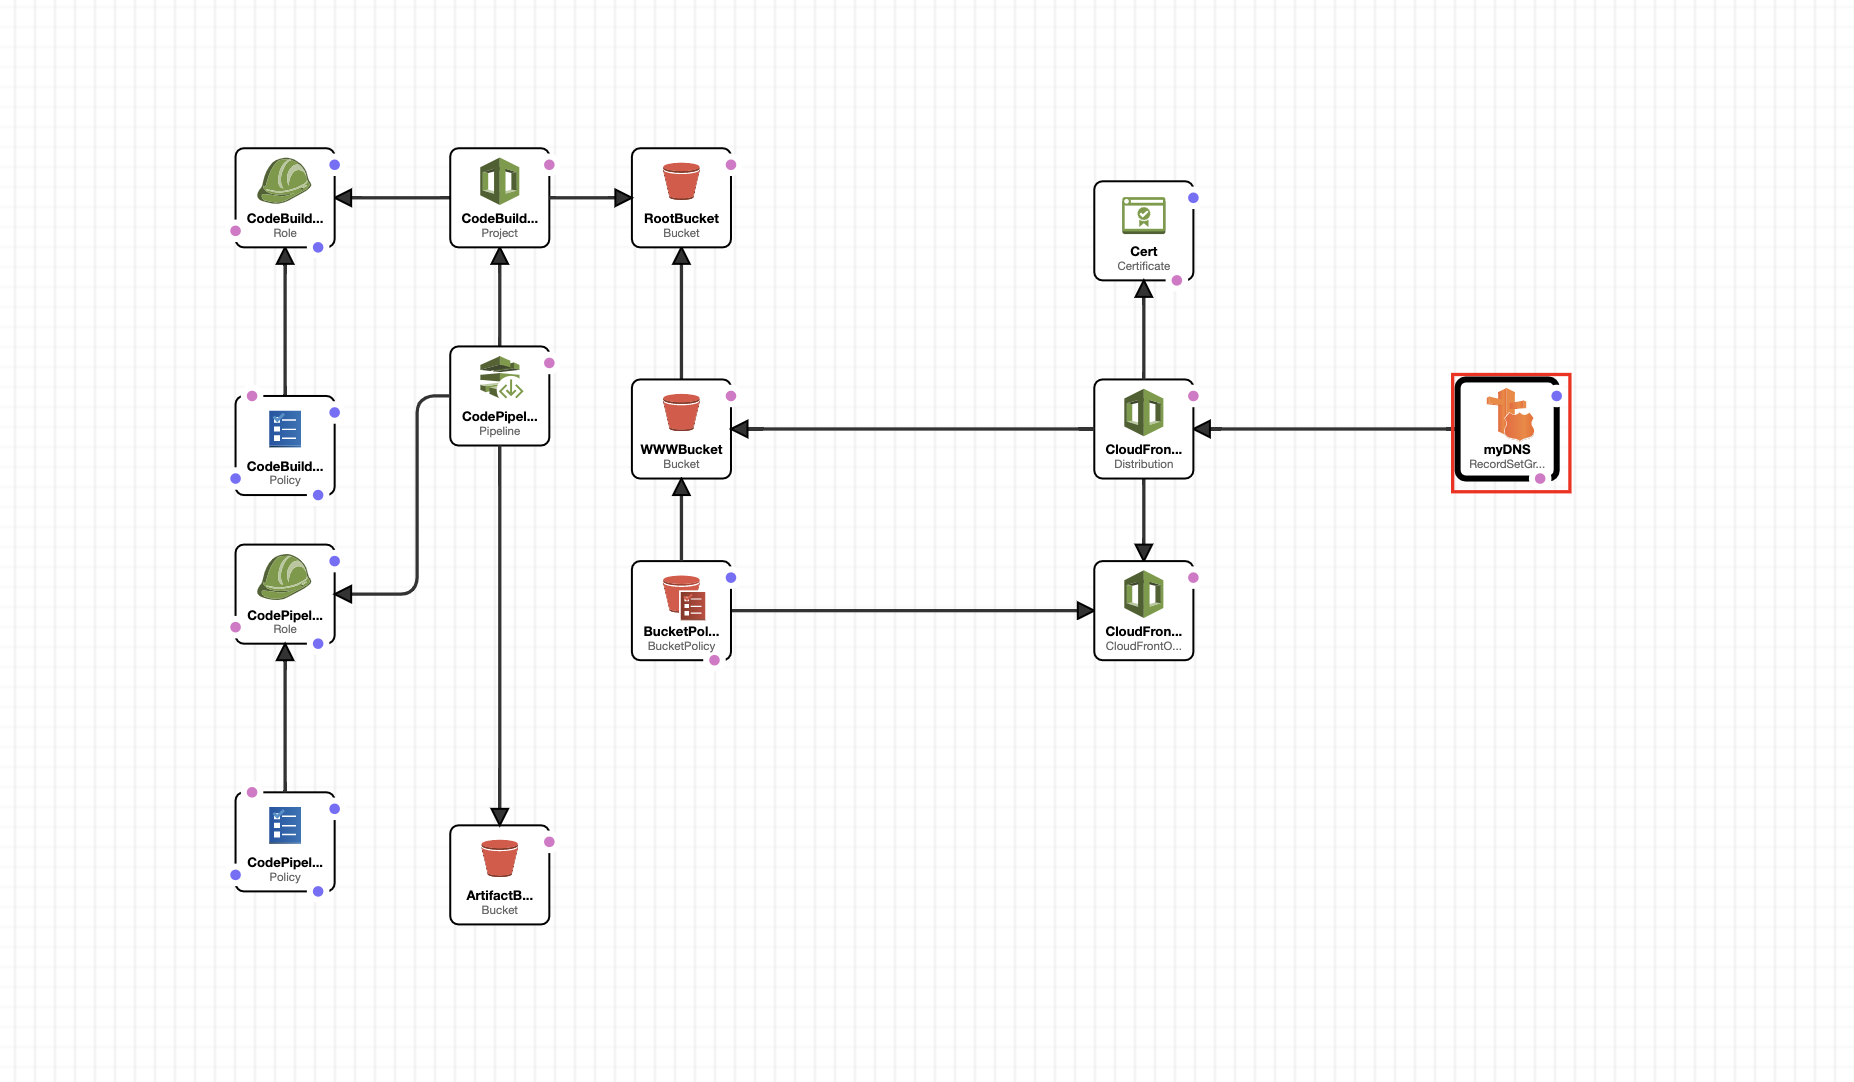 CodeBuild...
Role
CodeBuild...
Project
RootBucket
Bucket
Cert
Certificate
CodePipel...
Pipeline
CodeBuild...
Policy
WWWBucket
Bucket
CloudFron...
Distribution
myDNS
RecordSetGr...
CodePipel...
Role
BucketPol...
BucketPolicy
CloudFron...
CloudFrontO...
CodePipel...
Policy
ArtifactB...
Bucket